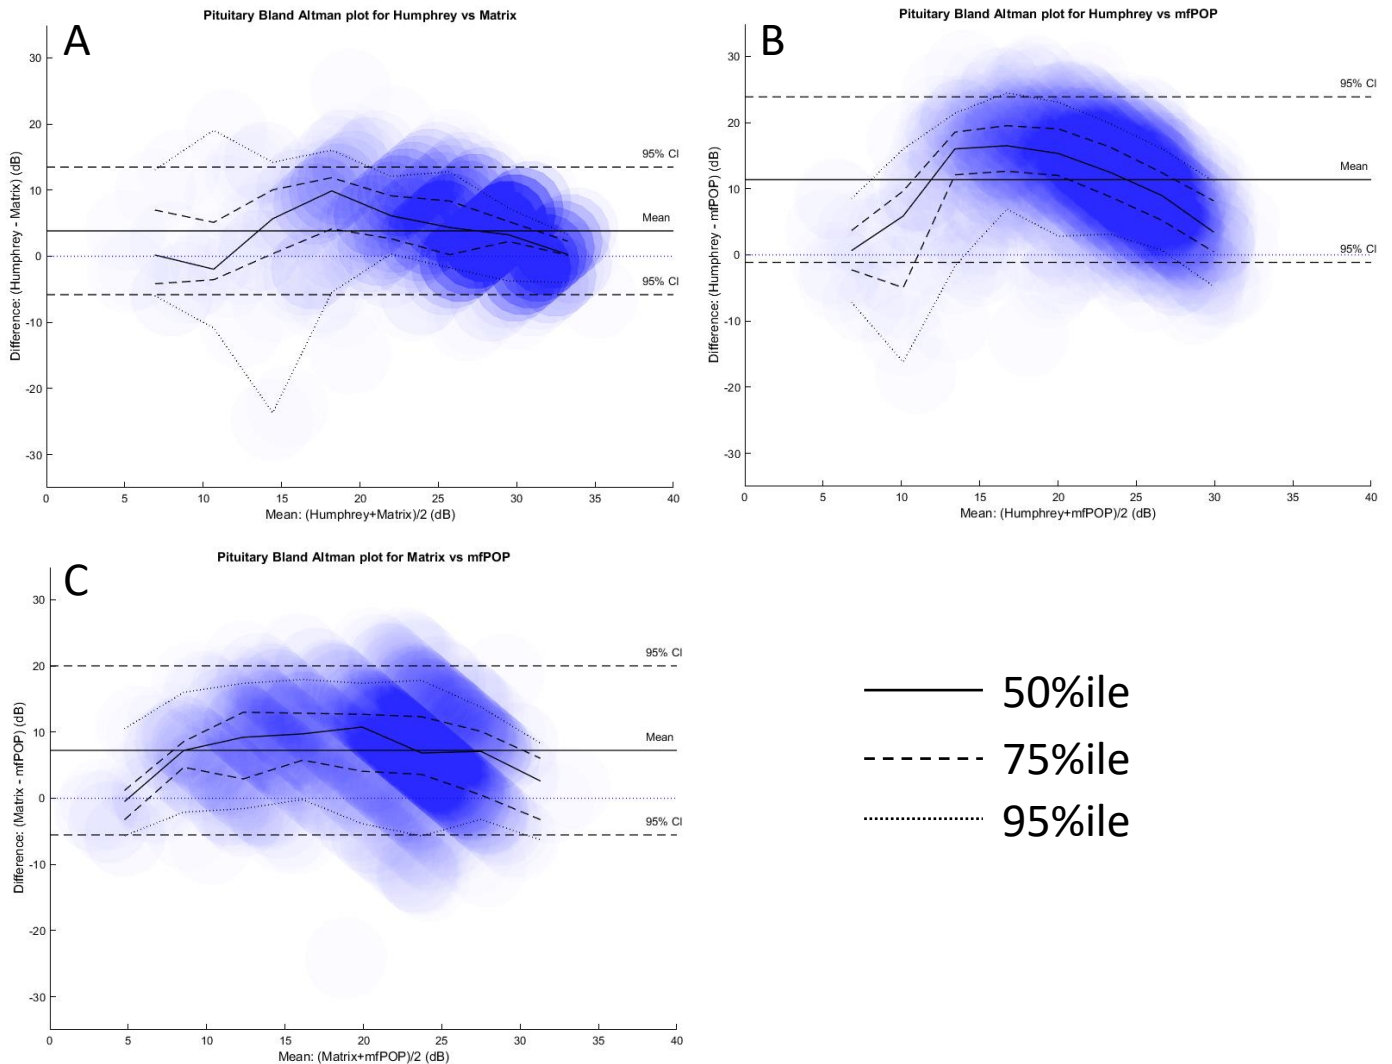 Pituitary Bland Altman plot for Humphrey vs Matrix
A
30
20
10
0
-10
-20
-30
Difference: (Humphrey - Matrix) (dB)
95% CI
Mean
95% CI
0 5 10 15 20 25 30 35 40
Mean: (Humphrey+Matrix)/2 (dB)
Pituitary Bland Altman plot for Humphrey vs mfPOP
B
30
20
10
0
-10
-20
-30
Difference: (Humphrey - mfPOP) (dB)
95% CI
Mean
95% CI
0 5 10 15 20 25 30 35 40
Mean: (Humphrey+mfPOP)/2 (dB)
Pituitary Bland Altman plot for Matrix vs mfPOP
C
30
20
10
0
-10
-20
-30
Difference: (Matrix - mfPOP) (dB)
95% CI
Mean
95% CI
0 5 10 15 20 25 30 35 40
Mean: (Matrix+mfPOP)/2 (dB)
50%ile
75%ile
95%ile